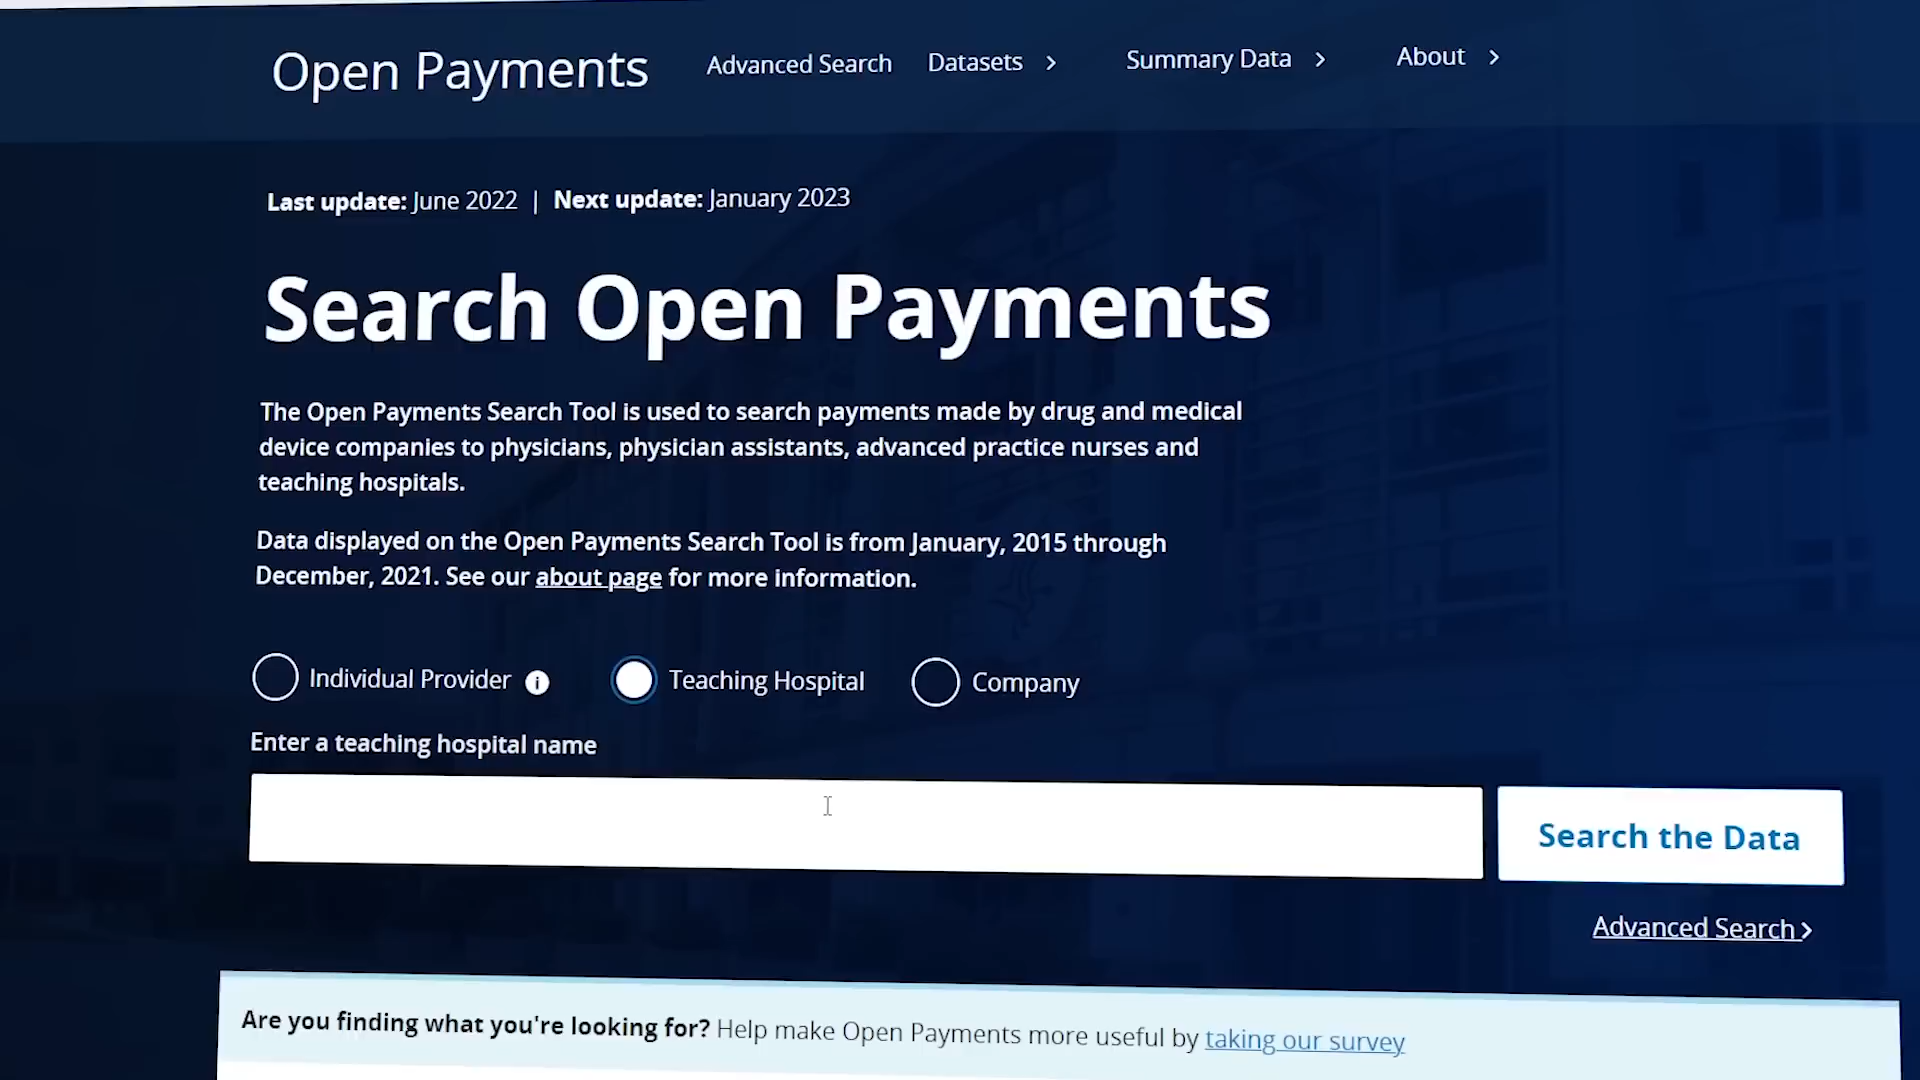 Open Payments Advanced Search Datasets Summary Data About
Last update: June 2022 | Next update: January 2023
Search Open Payments
The Open Payments Search Tool is used to search payments made by drug and medical
device companies to physicians, physician assistants, advanced practice nurses and
teaching hospitals.
Data displayed on the Open Payments Search Tool is from January, 2015 through
December, 2021. See our about page for more information.
Individual Provider i Teaching Hospital Company
Enter a teaching hospital name
Search the Data
Advanced Search
Are you finding what you're looking for? Help make Open Payments more useful by taking our survey